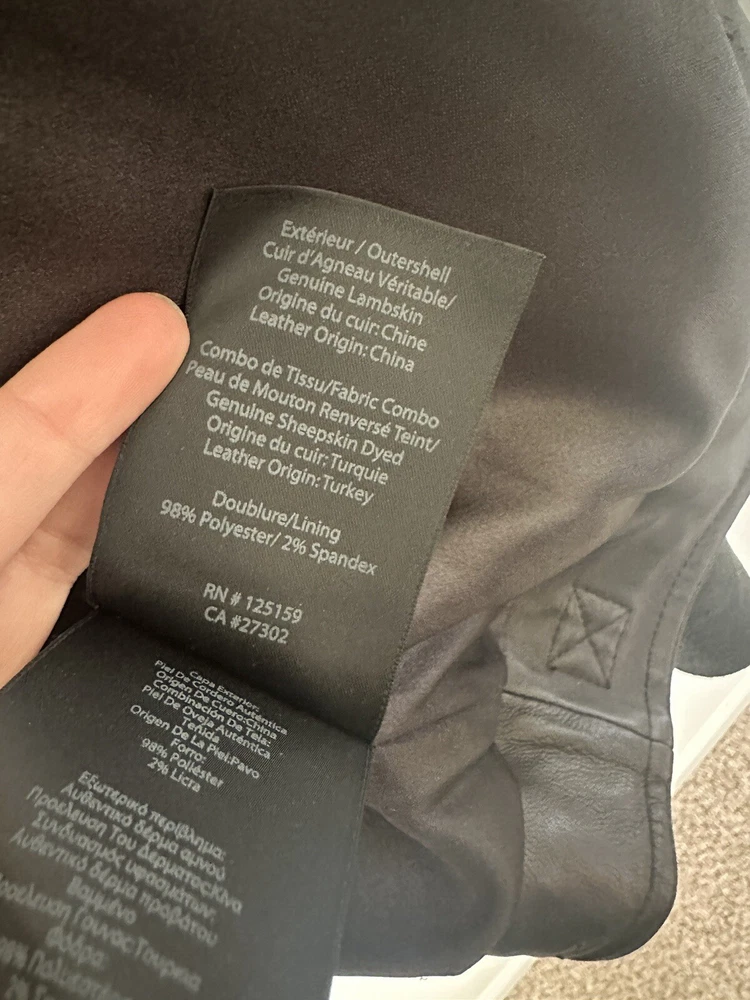 Extérieur / Outershell
Cuir d'Agneau Véritable/
Genuine Lambskin
Origine du cuir: Chine
Leather Origin: China
Combo de Tissu/Fabric Combo
Peau de Mouton Renversé Teint/
Genuine Sheepskin Dyed
Origine du cuir: Turquie
Leather Origin: Turkey
Doublure/Lining
98% Polyester/ 2% Spandex
RN # 125159
CA #27302
Capa Exterior:
Piel De Cordero Auténtica
Origen De Cuero:China
Combinación De Tela:
Piel De Oveja Auténtica
Teñida
Origen De La Piel:Pavo
Forro:
98% Poliéster
2% Licra
Εξωτερικό περίβλημα:
Αυθεντικό δέρμα αμνού
Προέλευση Του Δέρματος:Κίνα
Συνδυασμός υφασμάτων:
Αυθεντικό δέρμα προβάτου
Βαμμένο
Γούνας Τουρκία
Φόδρα: